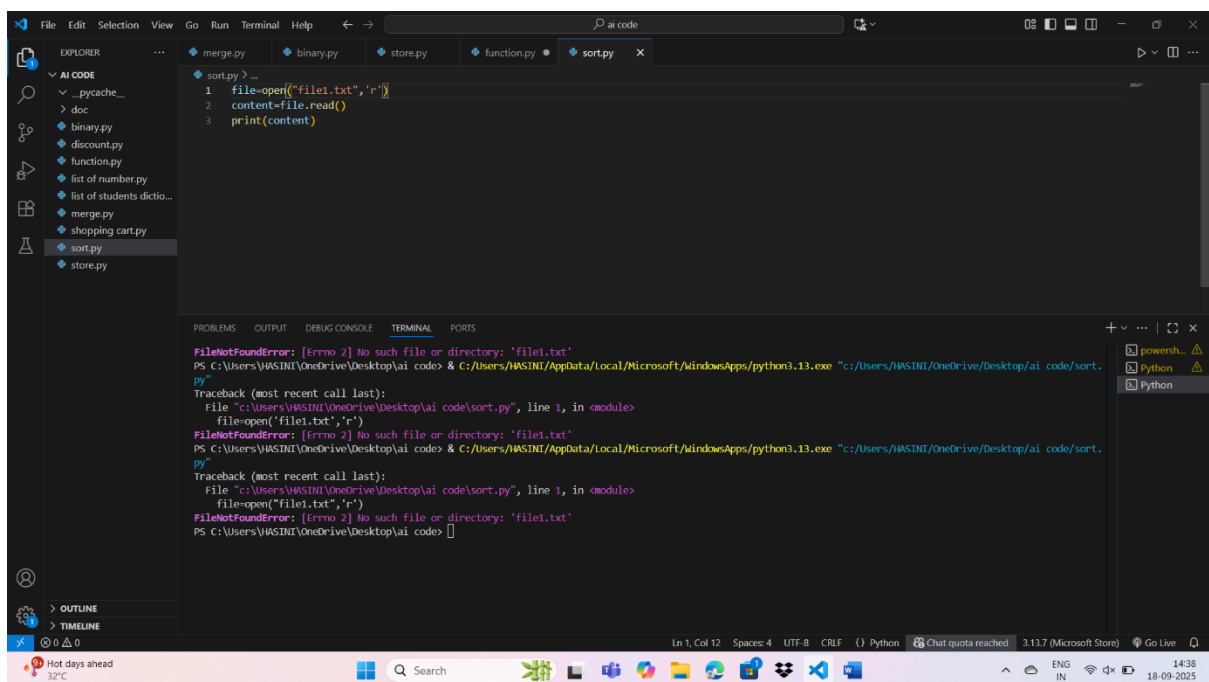 File Edit Selection View Go Run Terminal Help
ai code
EXPLORER
merge.py
binary.py
store.py
function.py
sort.py
AI CODE
__pycache__
doc
binary.py
discount.py
function.py
list of number.py
list of students dictio...
merge.py
shopping cart.py
sort.py
store.py
sort.py > ...
1 file=open("file1.txt",'r')
2 content=file.read()
3 print(content)
PROBLEMS OUTPUT DEBUG CONSOLE TERMINAL PORTS
FileNotFoundError: [Errno 2] No such file or directory: 'file1.txt'
PS C:\Users\HASINI\OneDrive\Desktop\ai code> & C:/Users/HASINI/AppData/Local/Microsoft/WindowsApps/python3.13.exe "c:/Users/HASINI/OneDrive/Desktop/ai code/sort.
py"
Traceback (most recent call last):
File "c:\Users\HASINI\OneDrive\Desktop\ai code\sort.py", line 1, in <module>
file=open('file1.txt','r')
FileNotFoundError: [Errno 2] No such file or directory: 'file1.txt'
PS C:\Users\HASINI\OneDrive\Desktop\ai code> & C:/Users/HASINI/AppData/Local/Microsoft/WindowsApps/python3.13.exe "c:/Users/HASINI/OneDrive/Desktop/ai code/sort.
py"
Traceback (most recent call last):
File "c:\Users\HASINI\OneDrive\Desktop\ai code\sort.py", line 1, in <module>
file=open("file1.txt",'r')
FileNotFoundError: [Errno 2] No such file or directory: 'file1.txt'
PS C:\Users\HASINI\OneDrive\Desktop\ai code>
powersh...
Python
Python
OUTLINE
TIMELINE
0 0 Ln 1, Col 12 Spaces: 4 UTF-8 CRLF {} Python Chat quota reached 3.13.7 (Microsoft Store) Go Live
Hot days ahead
32°C
Search
ENG
IN
14:38
18-09-2025